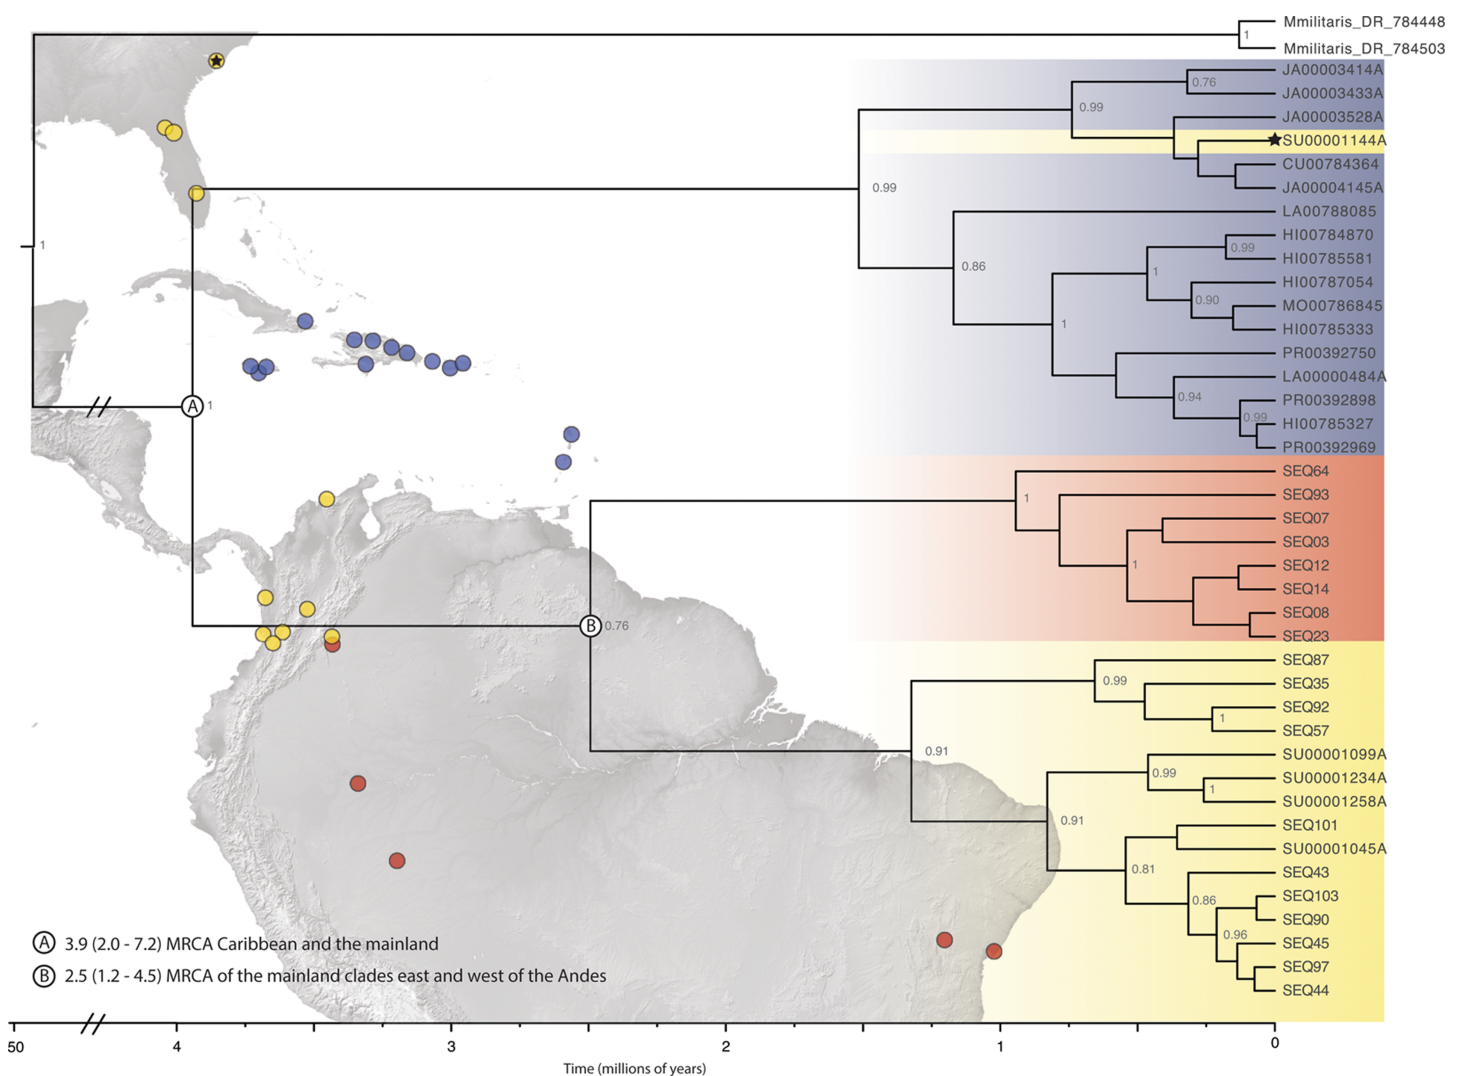 Mmilitaris_DR_784448
1
Mmilitaris_DR_784503
JA00003414A
0.76
JA00003433A
0.99
JA00003528A
SU00001144A
CU00784364
0.99
JA00004145A
LA00788085
HI00784870
1
0.99
HI00785581
0.86
1
HI00787054
0.90
MO00786845
1
HI00785333
PR00392750
LA00000484A
0.94
PR00392898
A 1
0.99
HI00785327
PR00392969
SEQ64
1
SEQ93
SEQ07
SEQ03
1
SEQ12
SEQ14
SEQ08
B 0.76
SEQ23
SEQ87
0.99
SEQ35
SEQ92
1
SEQ57
0.91
SU00001099A
0.99
SU00001234A
1
SU00001258A
0.91
SEQ101
SU00001045A
0.81
SEQ43
0.86
SEQ103
SEQ90
0.96
SEQ45
SEQ97
SEQ44
A 3.9 (2.0 - 7.2) MRCA Caribbean and the mainland
B 2.5 (1.2 - 4.5) MRCA of the mainland clades east and west of the Andes
50 4 3 2 1 0
Time (millions of years)